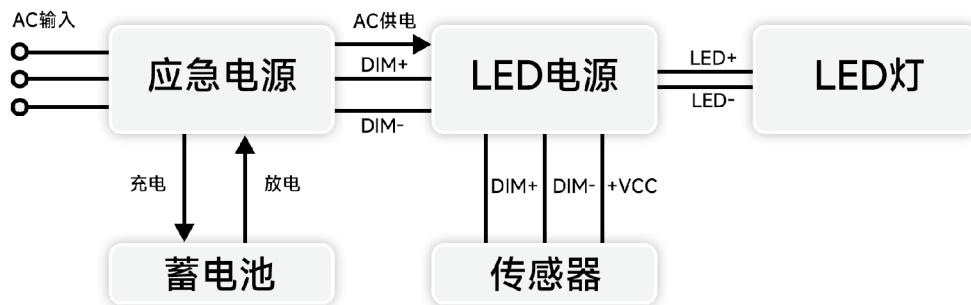 AC输入
应急电源
AC供电
DIM+
DIM-
LED电源
LED+
LED-
LED灯
充电
放电
DIM+
DIM-
+VCC
蓄电池
传感器